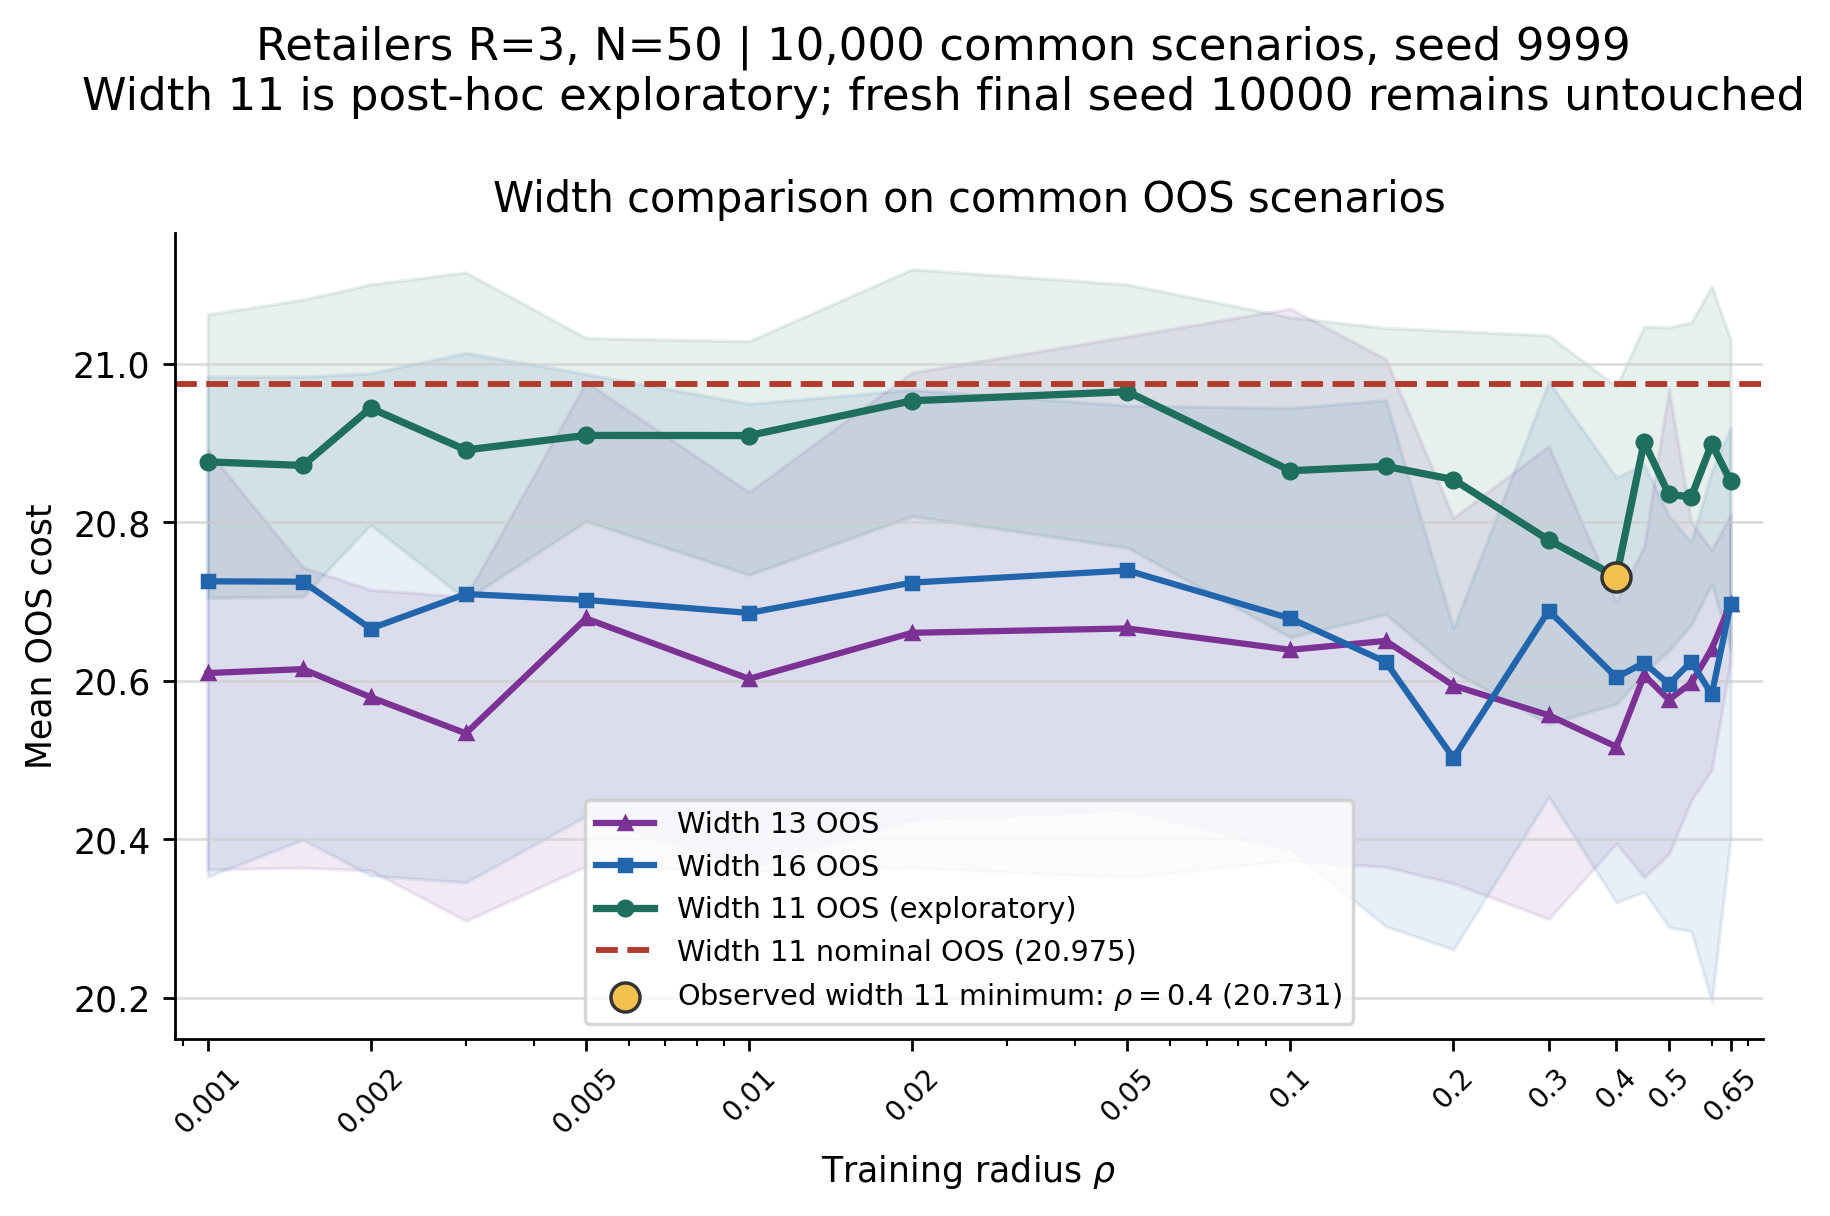 Retailers R=3, N=50 | 10,000 common scenarios, seed 9999
Width 11 is post-hoc exploratory; fresh final seed 10000 remains untouched
Width comparison on common OOS scenarios
Mean OOS cost
21.0
20.8
20.6
20.4
20.2
Width 13 OOS
Width 16 OOS
Width 11 OOS (exploratory)
Width 11 nominal OOS (20.975)
Observed width 11 minimum: ρ = 0.4 (20.731)
0.001
0.002
0.005
0.01
0.02
0.05
0.1
0.2
0.3
0.4
0.5
0.65
Training radius ρ